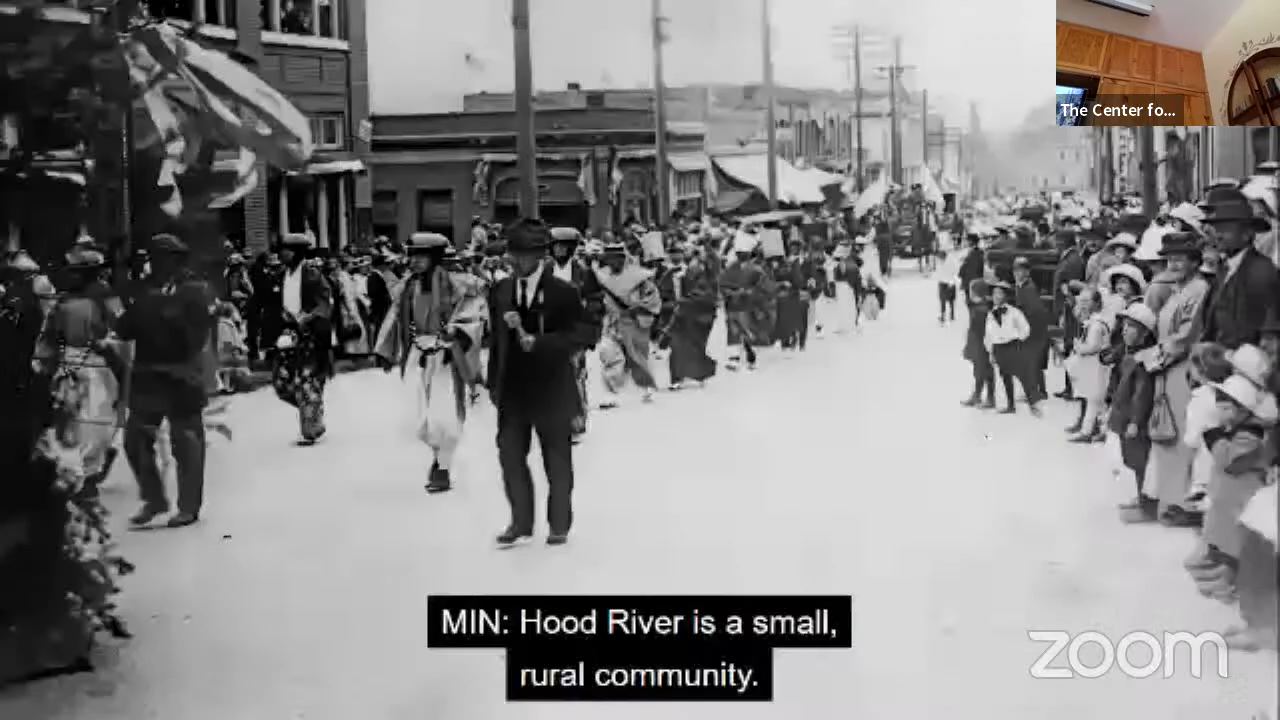 The Center fo...
MIN: Hood River is a small,
rural community.
zoom